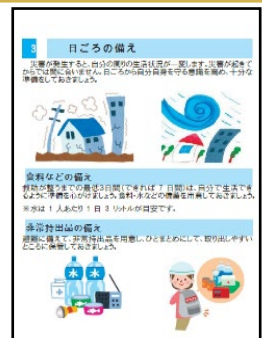 3 日ごろの備え
災害が発生すると、自分の周りの生活状況が一変します。災害が起きて
からでは間に合いません。日ごろから自分自身を守る意識を高め、十分な
準備をしておきましょう。
食料などの備え
救助が整うまでの最低3日間(できれば 7 日間)は、自分で生活でき
るように準備を心がけましょう。食料・水などの備蓄を用意しておきましょう。
※水は 1 人あたり 1 日 3 リットルが目安です。
非常持出品の備え
避難に備えて、非常持出品を用意し、ひとまとめにして、取り出しやすい
ところに保管しておきましょう。
水 水